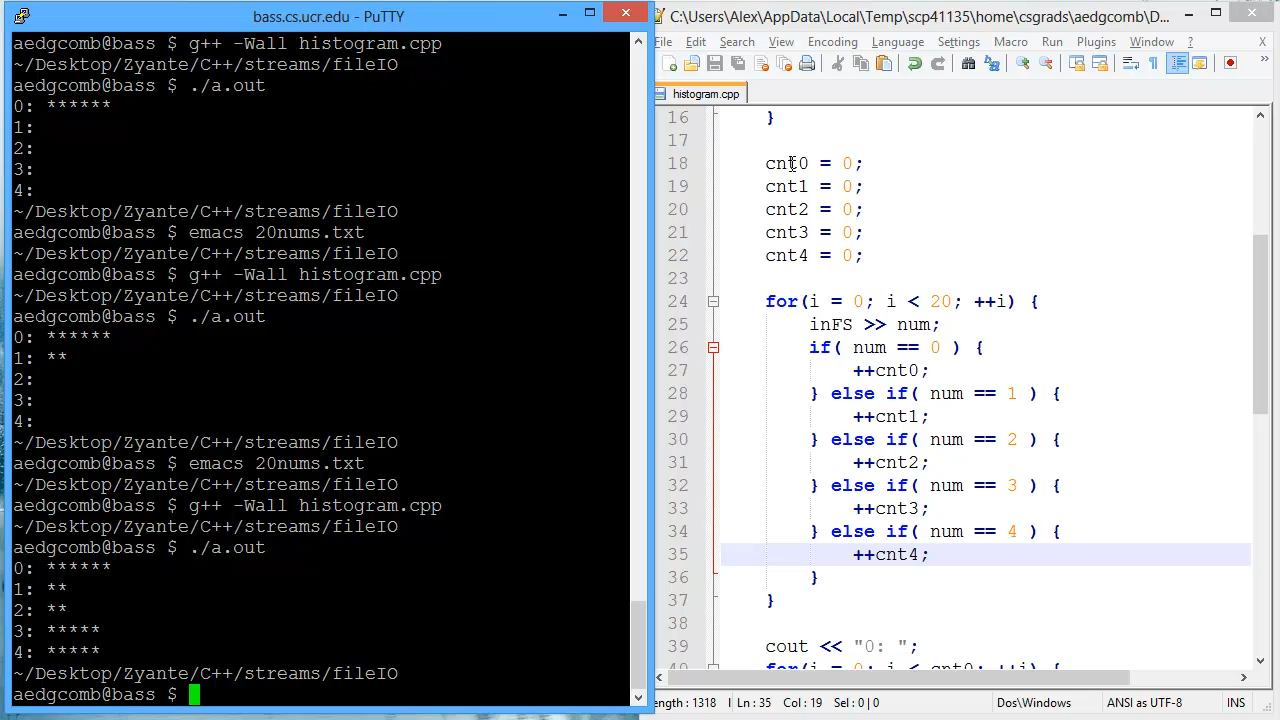 bass.cs.ucr.edu - PuTTY
aedgcomb@bass $ g++ -Wall histogram.cpp
~/Desktop/Zyante/C++/streams/fileIO
aedgcomb@bass $ ./a.out
0: ******
1:
2:
3:
4:
~/Desktop/Zyante/C++/streams/fileIO
aedgcomb@bass $ emacs 20nums.txt
~/Desktop/Zyante/C++/streams/fileIO
aedgcomb@bass $ g++ -Wall histogram.cpp
~/Desktop/Zyante/C++/streams/fileIO
aedgcomb@bass $ ./a.out
0: ******
1: **
2:
3:
4:
~/Desktop/Zyante/C++/streams/fileIO
aedgcomb@bass $ emacs 20nums.txt
~/Desktop/Zyante/C++/streams/fileIO
aedgcomb@bass $ g++ -Wall histogram.cpp
~/Desktop/Zyante/C++/streams/fileIO
aedgcomb@bass $ ./a.out
0: ******
1: **
2: **
3: *****
4: *****
~/Desktop/Zyante/C++/streams/fileIO
aedgcomb@bass $
C:\Users\Alex\AppData\Local\Temp\scp41135\home\csgrads\aedgcomb\D...
File Edit Search View Encoding Language Settings Macro Run Plugins Window ? X
histogram.cpp
16 }
17
18 cnt0 = 0;
19 cnt1 = 0;
20 cnt2 = 0;
21 cnt3 = 0;
22 cnt4 = 0;
23
24 for(i = 0; i < 20; ++i) {
25 inFS >> num;
26 if( num == 0 ) {
27 ++cnt0;
28 } else if( num == 1 ) {
29 ++cnt1;
30 } else if( num == 2 ) {
31 ++cnt2;
32 } else if( num == 3 ) {
33 ++cnt3;
34 } else if( num == 4 ) {
35 ++cnt4;
36 }
37 }
38
39 cout << "0: ";
40 for(i = 0; i < cnt0; ++i) {
length : 1318 Ln : 35 Col : 19 Sel : 0 | 0 Dos\Windows ANSI as UTF-8 INS